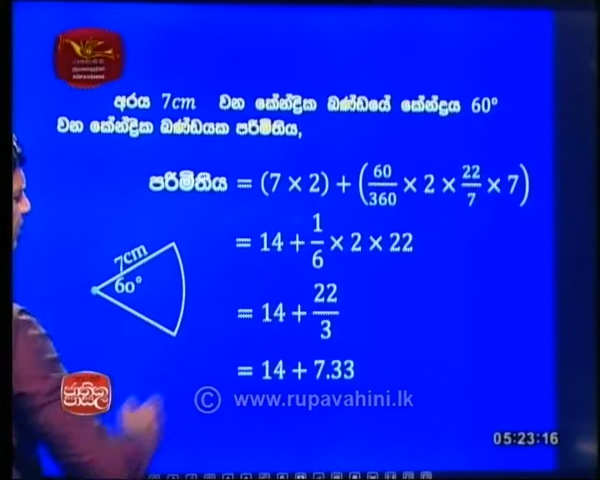 අරය 7cm වන කේන්ද්‍රික ඛණ්ඩයේ කේන්ද්‍රය 60°
වන කේන්ද්‍රික ඛණ්ඩයක පරිමිතිය,
පරිමිතිය = (7 × 2) + (60/360 × 2 × 22/7 × 7)
= 14 + 1/6 × 2 × 22
7cm
60°
= 14 + 22/3
= 14 + 7.33
ජාතික
පාසල
© www.rupavahini.lk
05:23:16